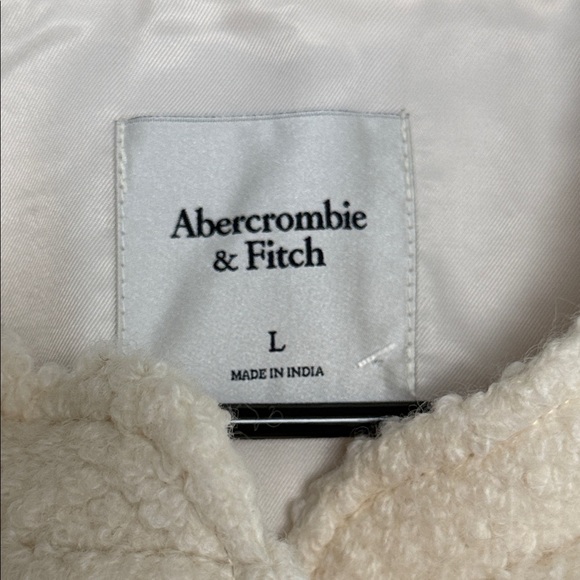 Abercrombie
& Fitch
L
MADE IN INDIA